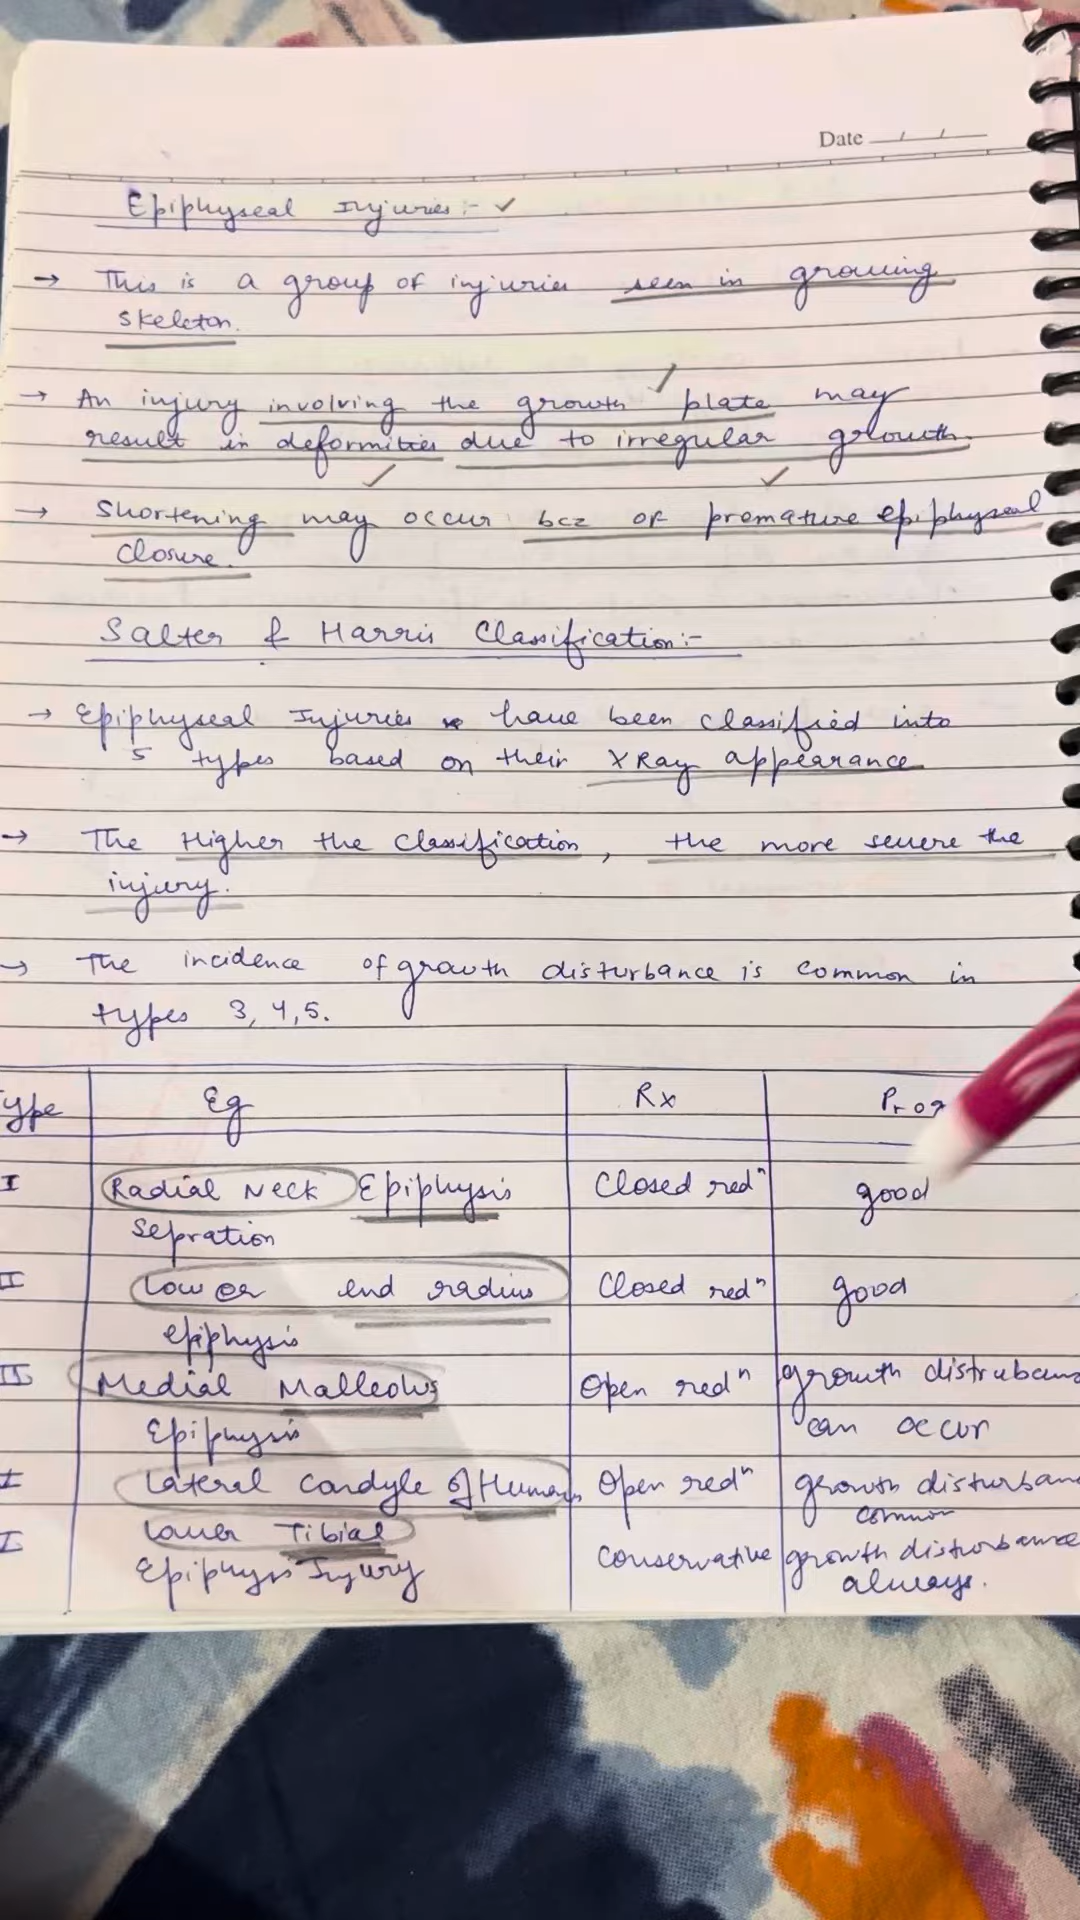 Date
Epiphyseal Injuries:- ✓
→ This is a group of injuries seen in growing
skeleton.
→ An injury involving the growth plate may
result in deformities due to irregular growth.
→ Shortening may occur bcz of premature epiphyseal
closure.
Salter & Harris Classification:-
→ Epiphyseal Injuries have been classified into
5 types based on their XRay appearance
→ The Higher the classification, the more severe the
injury.
→ The incidence of growth disturbance is common in
types 3, 4, 5.
Type Eg Rx Prog
I Radial Neck Epiphysis Closed redⁿ good
sepration
II Lower end radius Closed redⁿ good
epiphysis
Medial Malleolus Open redⁿ growth
Epiphysis can occur
Lateral Condyle of Open redⁿ growth
common
Lower Tibial
Epiphysis Injury Conservative growth disturbance
always.